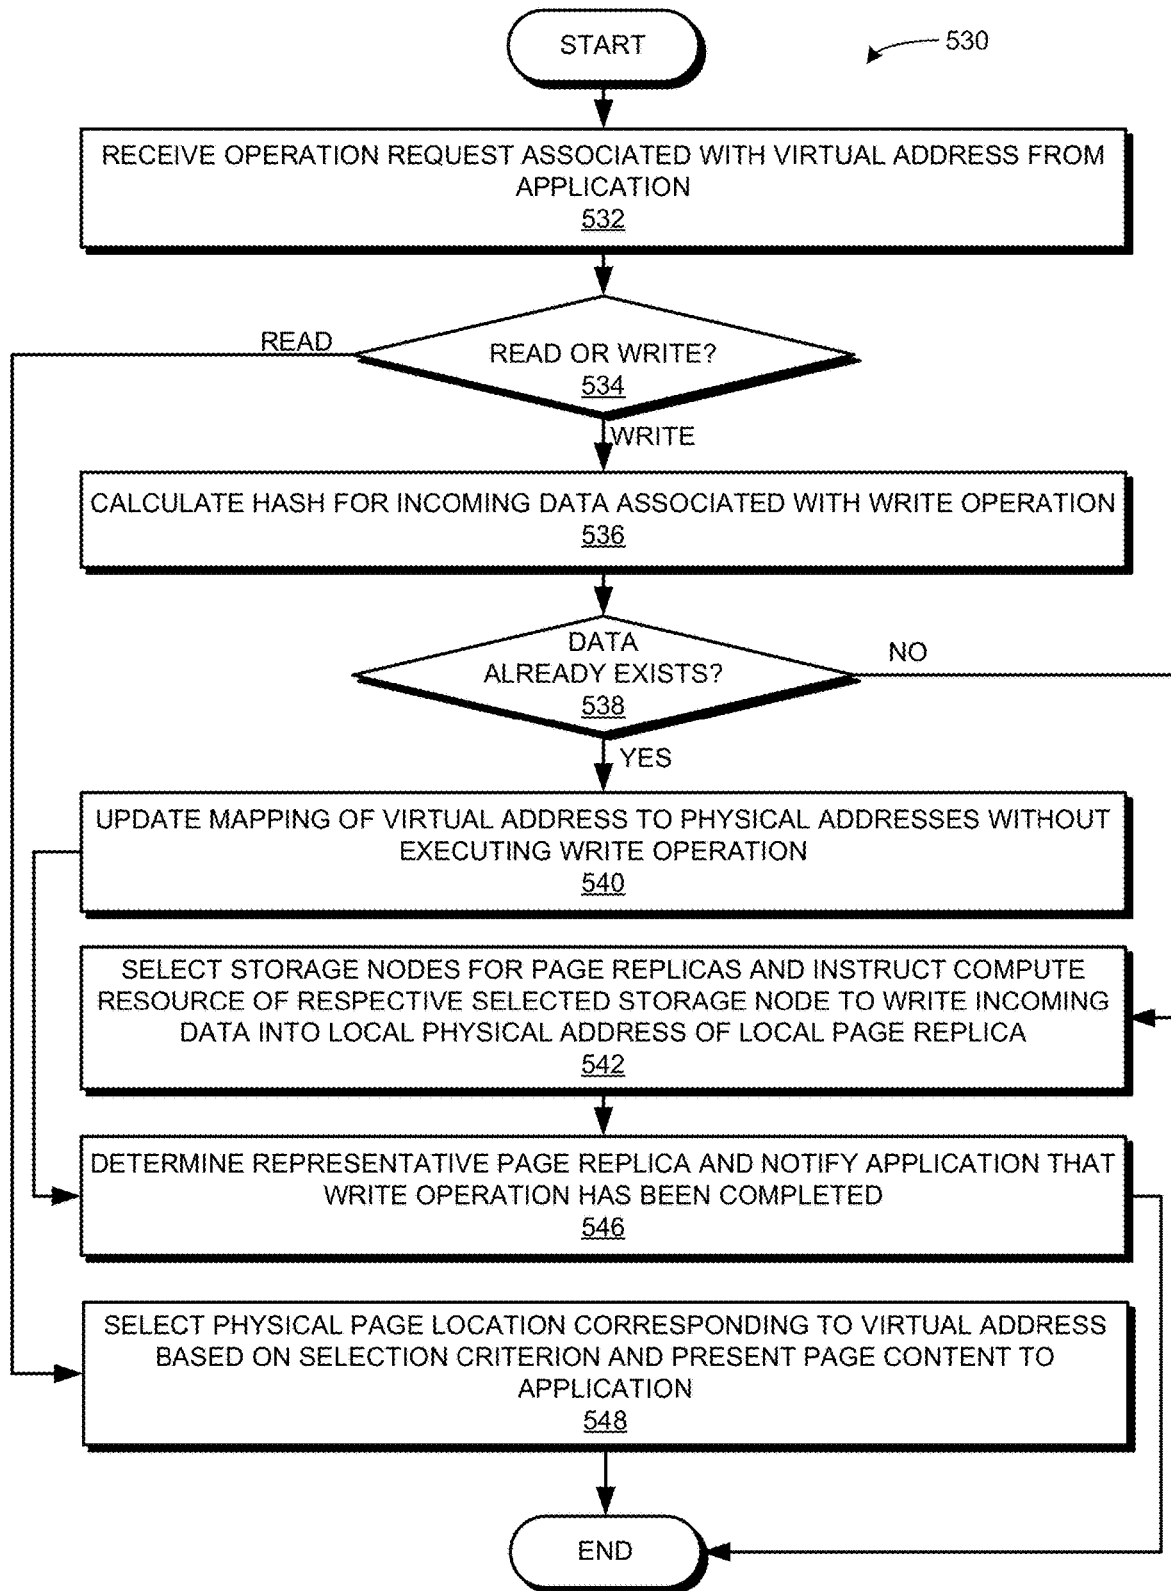 START
530
RECEIVE OPERATION REQUEST ASSOCIATED WITH VIRTUAL ADDRESS FROM
APPLICATION
532
READ
READ OR WRITE?
534
WRITE
CALCULATE HASH FOR INCOMING DATA ASSOCIATED WITH WRITE OPERATION
536
DATA
ALREADY EXISTS?
538
NO
YES
UPDATE MAPPING OF VIRTUAL ADDRESS TO PHYSICAL ADDRESSES WITHOUT
EXECUTING WRITE OPERATION
540
SELECT STORAGE NODES FOR PAGE REPLICAS AND INSTRUCT COMPUTE
RESOURCE OF RESPECTIVE SELECTED STORAGE NODE TO WRITE INCOMING
DATA INTO LOCAL PHYSICAL ADDRESS OF LOCAL PAGE REPLICA
542
DETERMINE REPRESENTATIVE PAGE REPLICA AND NOTIFY APPLICATION THAT
WRITE OPERATION HAS BEEN COMPLETED
546
SELECT PHYSICAL PAGE LOCATION CORRESPONDING TO VIRTUAL ADDRESS
BASED ON SELECTION CRITERION AND PRESENT PAGE CONTENT TO
APPLICATION
548
END